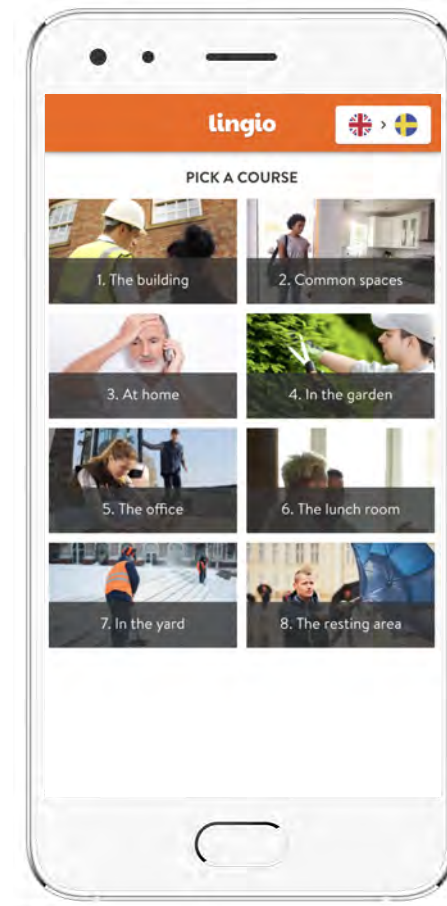 lingio
PICK A COURSE
1. The building
2. Common spaces
3. At home
4. In the garden
5. The office
6. The lunch room
7. In the yard
8. The resting area